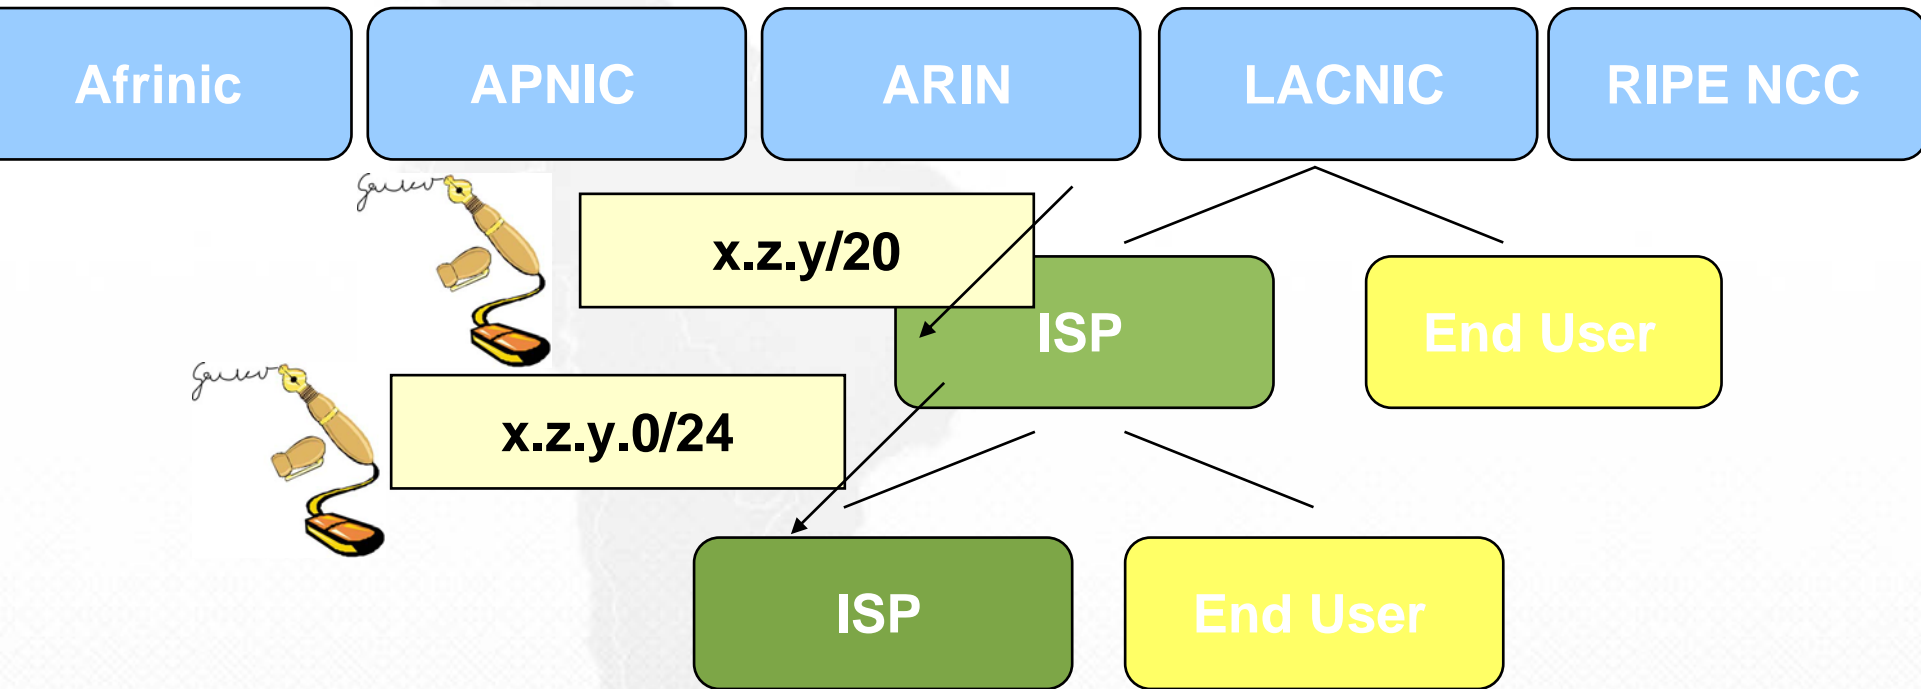 Afrinic
APNIC
ARIN
LACNIC
RIPE NCC
x.z.y/20
ISP
End User
x.z.y.0/24
ISP
End User